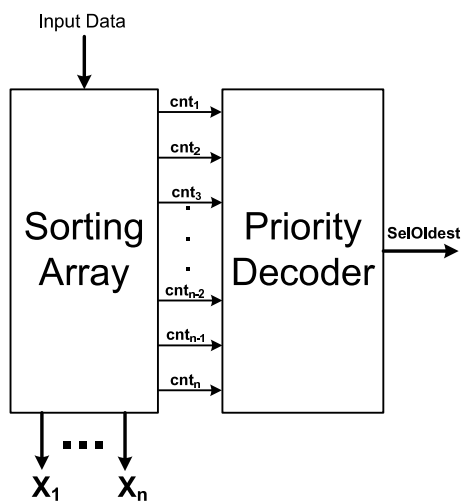 Input Data
cnt1
cnt2
cnt3
Sorting
Array
Priority
Decoder
SelOldest
cntn-2
cntn-1
cntn
X1
Xn